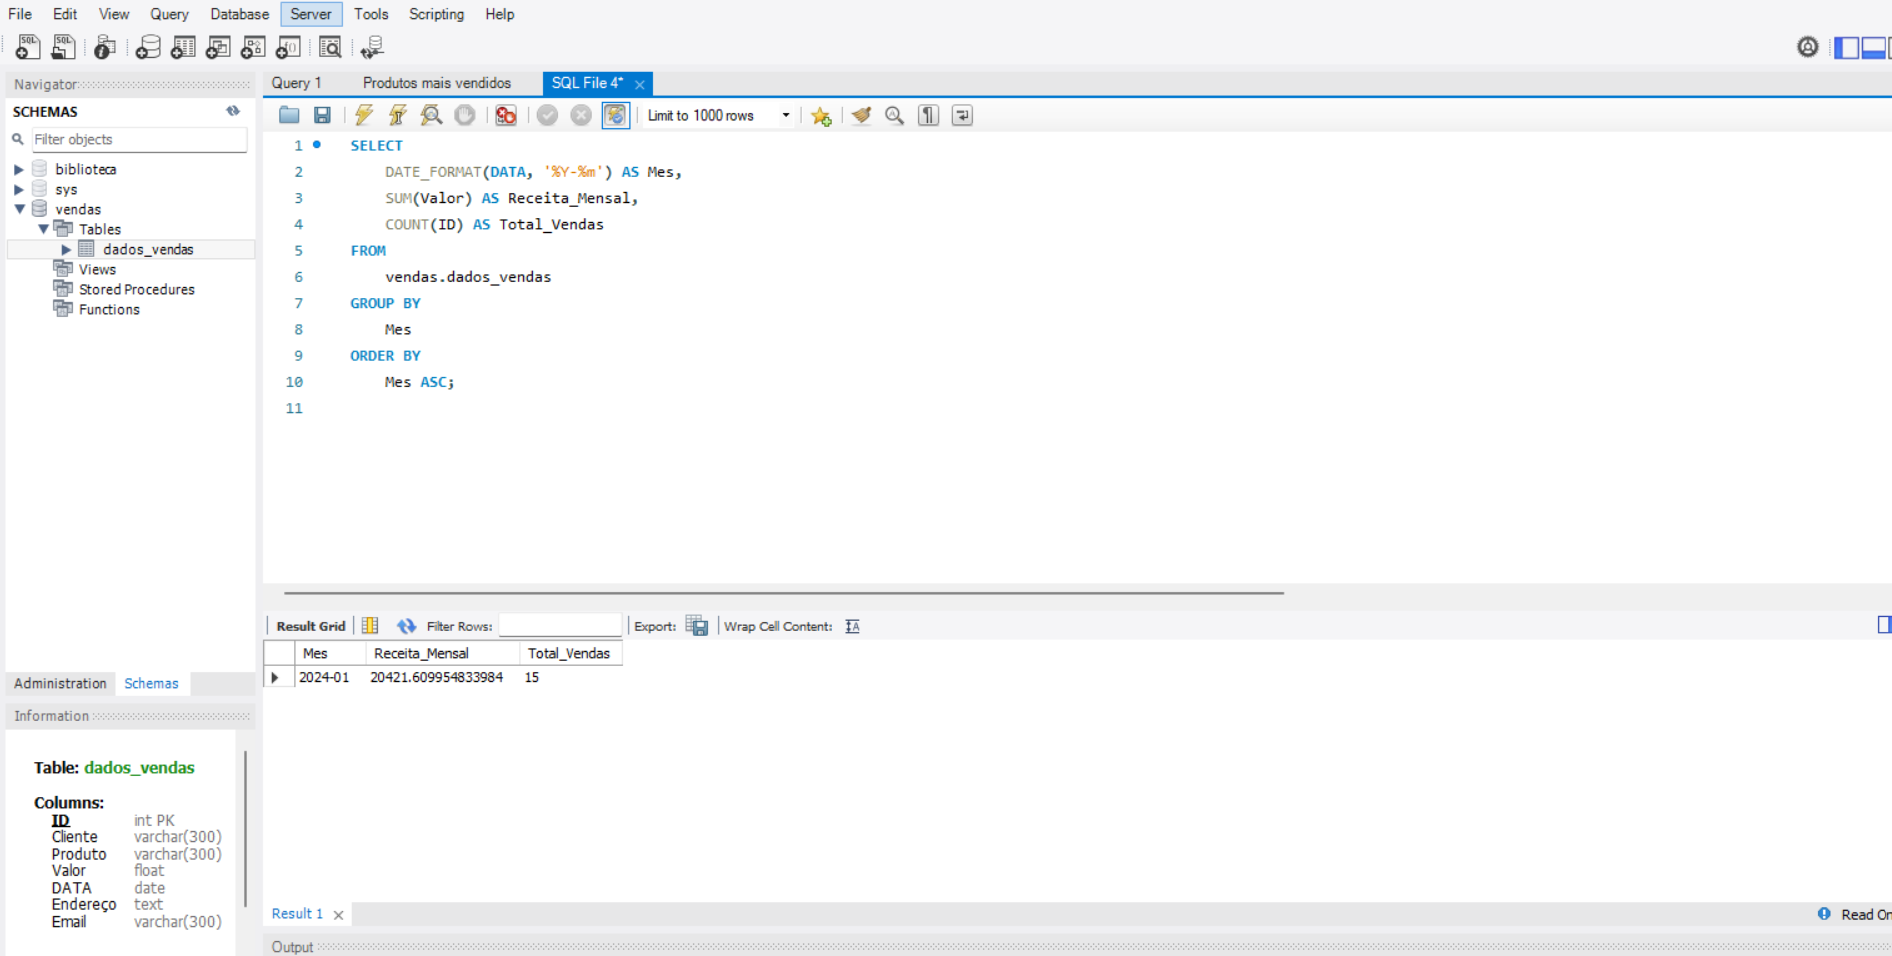 File Edit View Query Database Server Tools Scripting Help
Navigator
SCHEMAS
Filter objects
biblioteca
sys
vendas
Tables
dados_vendas
Views
Stored Procedures
Functions
Administration Schemas
Information
Table: dados_vendas
Columns:
ID int PK
Cliente varchar(300)
Produto varchar(300)
Valor float
DATA date
Endereço text
Email varchar(300)
Query 1 Produtos mais vendidos SQL File 4*
Limit to 1000 rows
1 SELECT
2 DATE_FORMAT(DATA, '%Y-%m') AS Mes,
3 SUM(Valor) AS Receita_Mensal,
4 COUNT(ID) AS Total_Vendas
5 FROM
6 vendas.dados_vendas
7 GROUP BY
8 Mes
9 ORDER BY
10 Mes ASC;
11
Result Grid Filter Rows: Export: Wrap Cell Content:
Mes Receita_Mensal Total_Vendas
2024-01 20421.609954833984 15
Result 1 Read On
Output